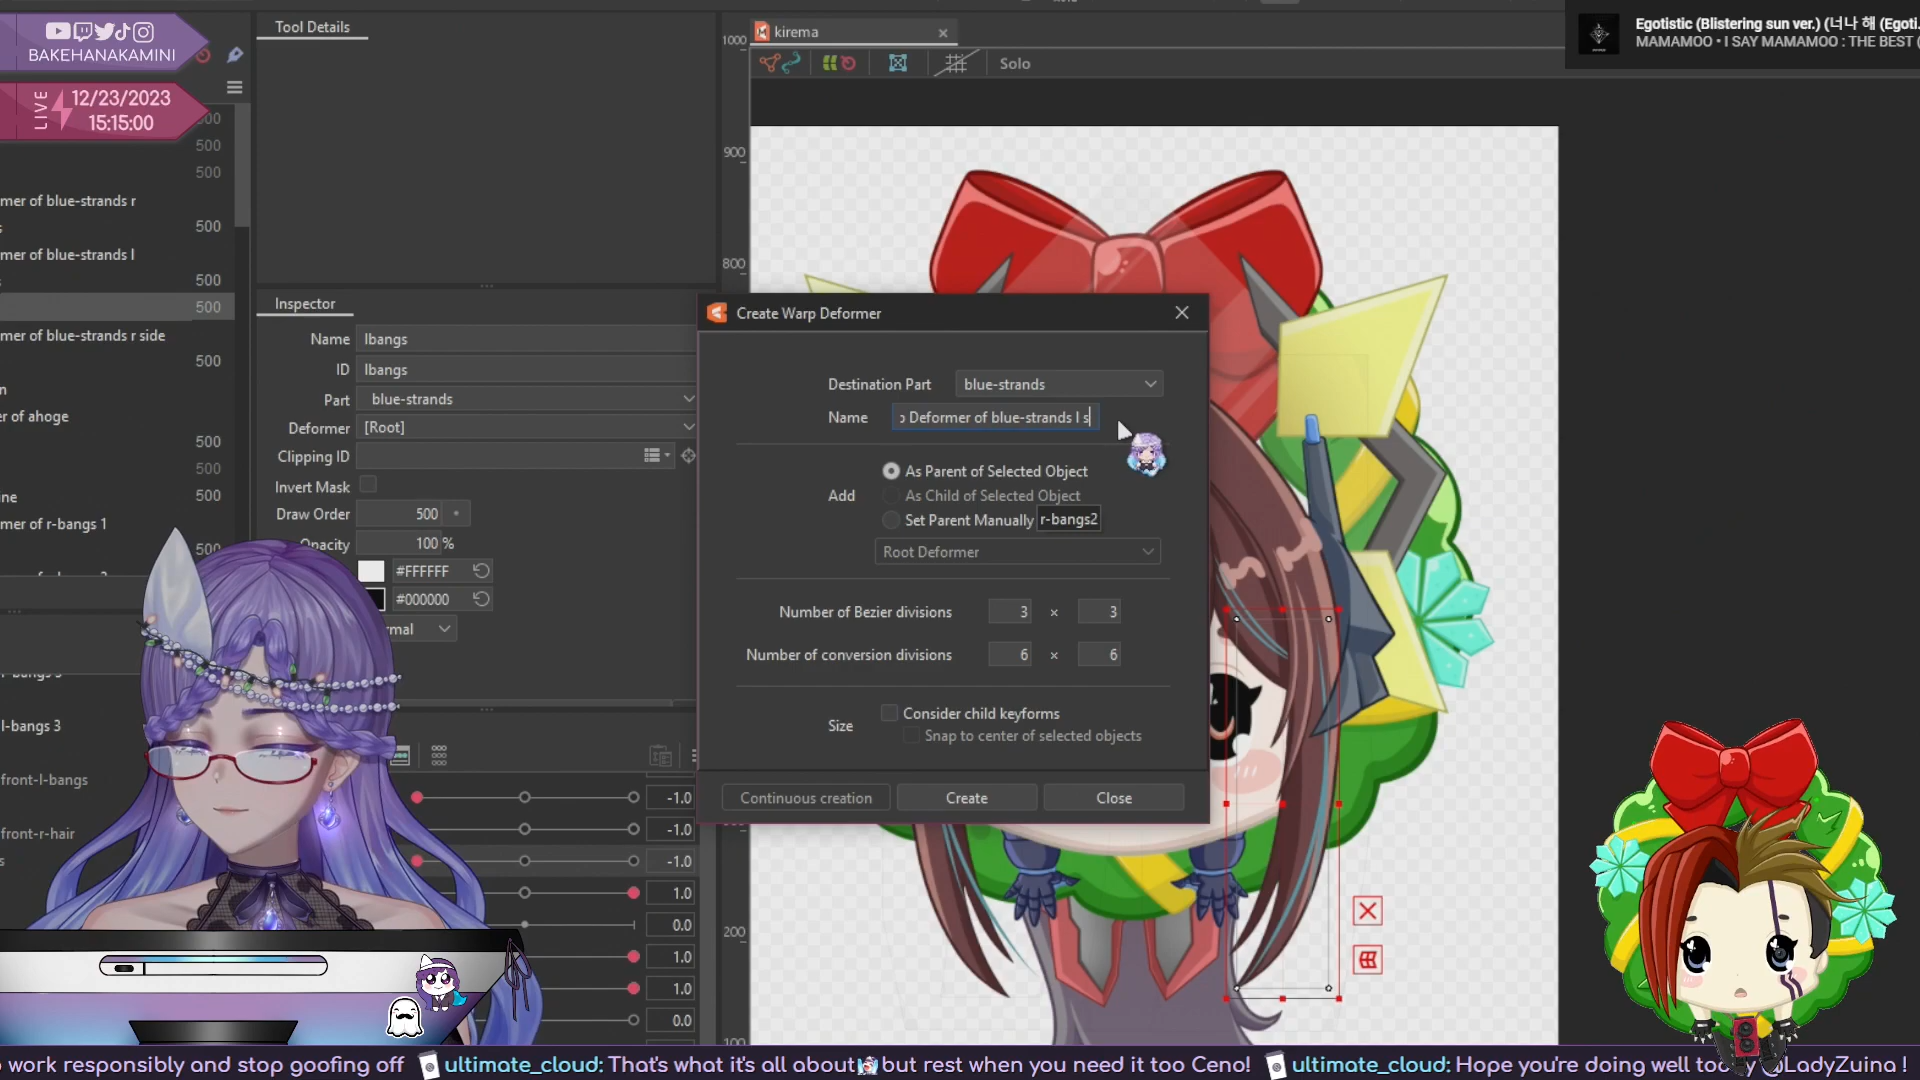 BAKEHANAKAMINI
LIVE
12/23/2023
15:15:00
500
500
500
mer of blue-strands r
500
mer of blue-strands l
500
500
mer of blue-strands r side
500
er of ahoge
500
500
500
mer of r-bangs 1
500
l-bangs 3
front-l-bangs
front-r-hair
Tool Details
Inspector
Name lbangs
ID lbangs
Part blue-strands
Deformer [Root]
Clipping ID
Invert Mask
Draw Order 500
Opacity 100 %
#FFFFFF
#000000
-1.0
-1.0
-1.0
1.0
0.0
1.0
1.0
0.0
kirema
Solo
1000
900
800
200
100
Create Warp Deformer
Destination Part blue-strands
Name Deformer of blue-strands l s
Add
As Parent of Selected Object
As Child of Selected Object
Set Parent Manually r-bangs2
Root Deformer
Number of Bezier divisions 3 × 3
Number of conversion divisions 6 × 6
Size
Consider child keyforms
Snap to center of selected objects
Continuous creation Create Close
Egotistic (Blistering sun ver.) (너나 해 (Egoti
MAMAMOO • I SAY MAMAMOO : THE BEST (
work responsibly and stop goofing off ultimate_cloud: That's what it's all about but rest when you need it too Ceno! ultimate_cloud: Hope you're doing well today @LadyZuina !